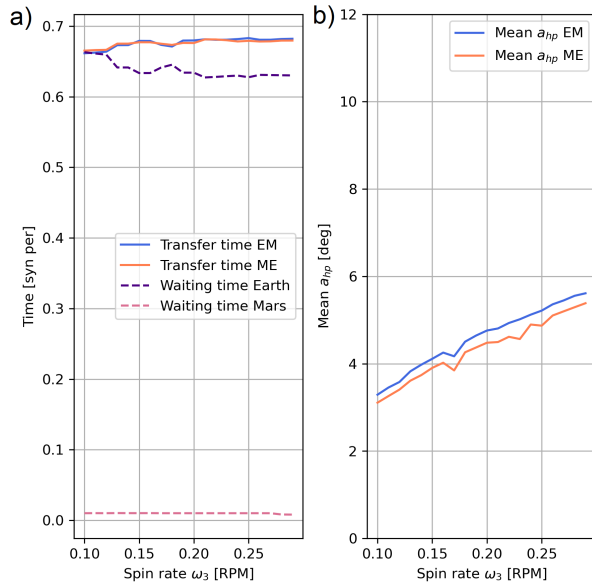 a)
0.7
0.6
0.5
0.4
0.3
0.2
0.1
0.0
Time [syn per]
Transfer time EM
Transfer time ME
Waiting time Earth
Waiting time Mars
0.10
0.15
0.20
0.25
Spin rate ω₃ [RPM]
b)
12
10
8
6
4
2
0
Mean a_hp [deg]
Mean a_hp EM
Mean a_hp ME
0.10
0.15
0.20
0.25
Spin rate ω₃ [RPM]